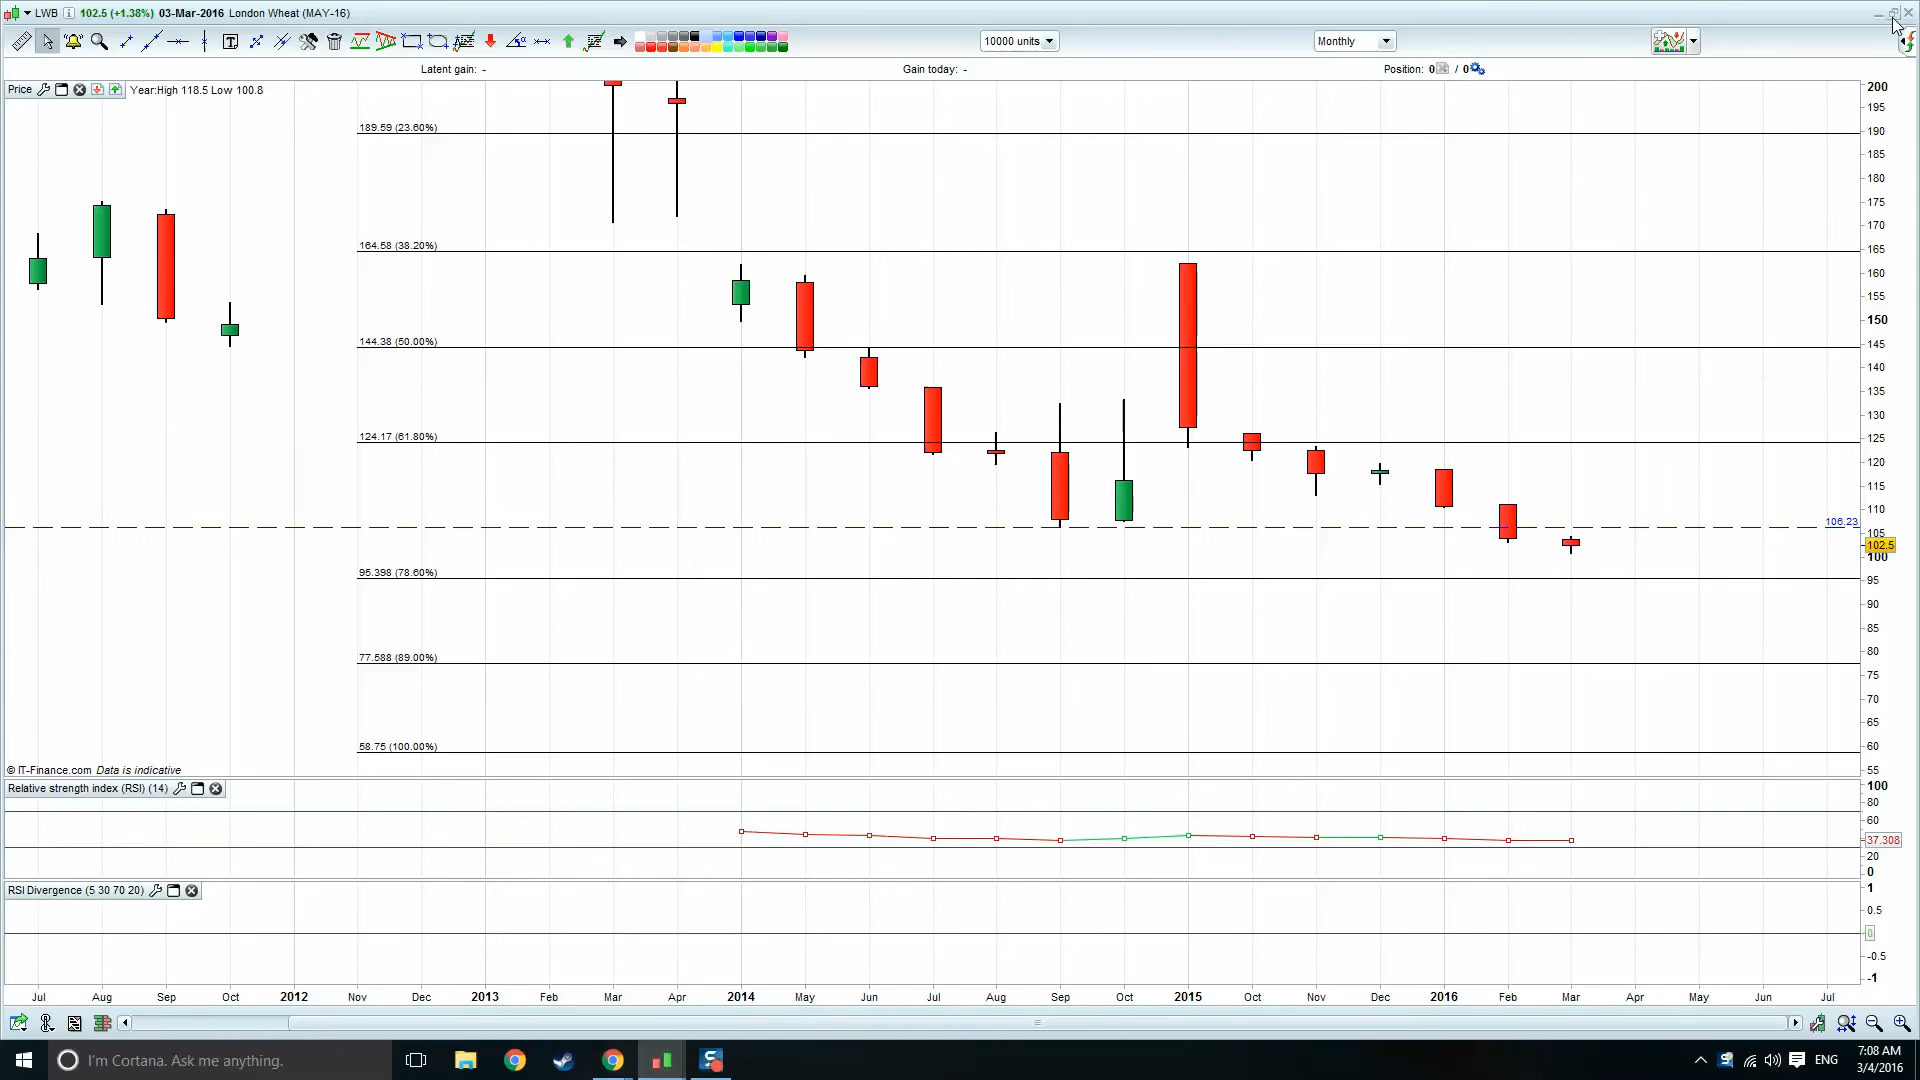 LWB 102.5 (+1.38%) 03-Mar-2016 London Wheat (MAY-16)
10000 units Monthly
Latent gain: - Gain today: - Position: 0 / 0
Price Year:High 118.5 Low 100.8
200
195
189.59 (23.60%) 190
185
180
175
170
164.58 (38.20%) 165
160
155
150
144.38 (50.00%) 145
140
135
130
124.17 (61.80%) 125
120
115
110
106.23
105
102.5
100
95.398 (78.60%) 95
90
85
77.588 (89.00%) 80
75
70
65
58.75 (100.00%) 60
© IT-Finance.com Data is indicative 55
Relative strength index (RSI) (14) 100
80
60
37.308
20
0
RSI Divergence (5 30 70 20) 1
0.5
0
-0.5
-1
Jul Aug Sep Oct 2012 Nov Dec 2013 Feb Mar Apr 2014 May Jun Jul Aug Sep Oct 2015 Oct Nov Dec 2016 Feb Mar Apr May Jun Jul
I'm Cortana. Ask me anything. ENG 7:08 AM
3/4/2016